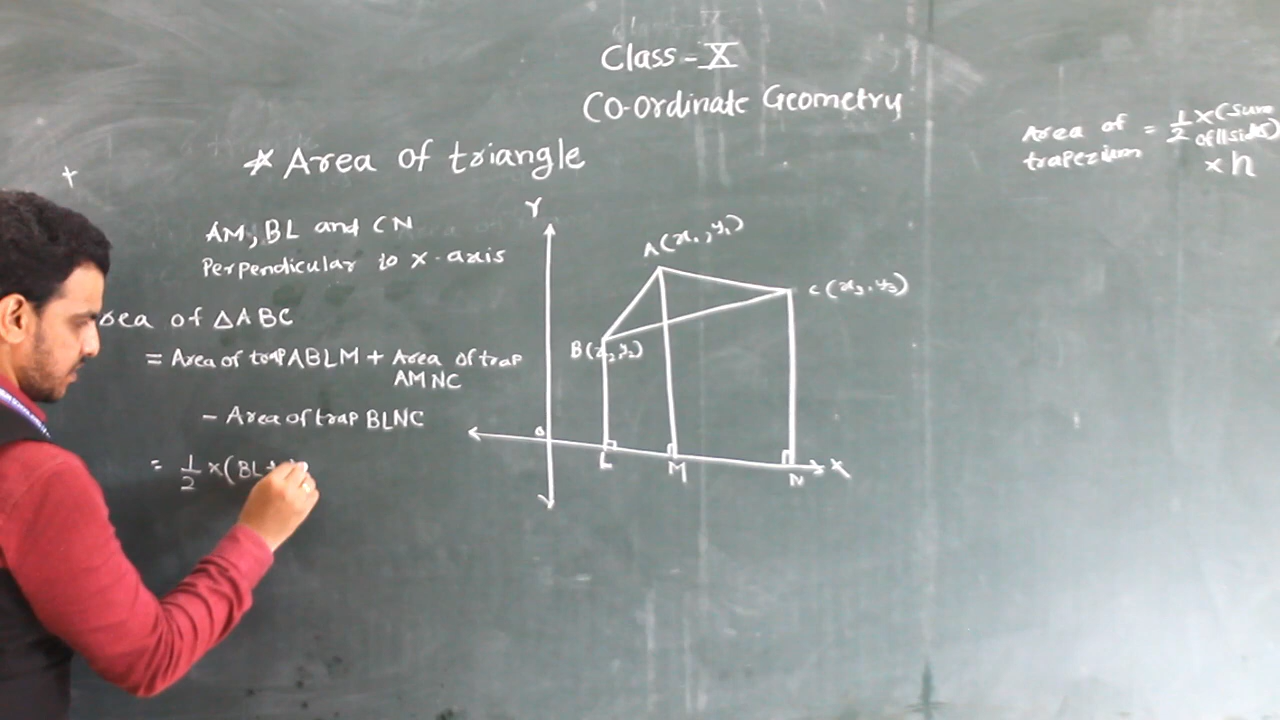 Class - X
CO-Ordinate Geometry
* Area of triangle
Area of trapezium = 1/2 x (Sum of || sides) x h
AM, BL and CN
Perpendicular to x-axis
rea of △ABC
= Area of trap ABLM + Area of trap AMNC
- Area of trap BLNC
= 1/2 x (BL +
Y
A (x₁, y₁)
C (x₃, y₃)
B (x₂, y₂)
O
L
M
N
X